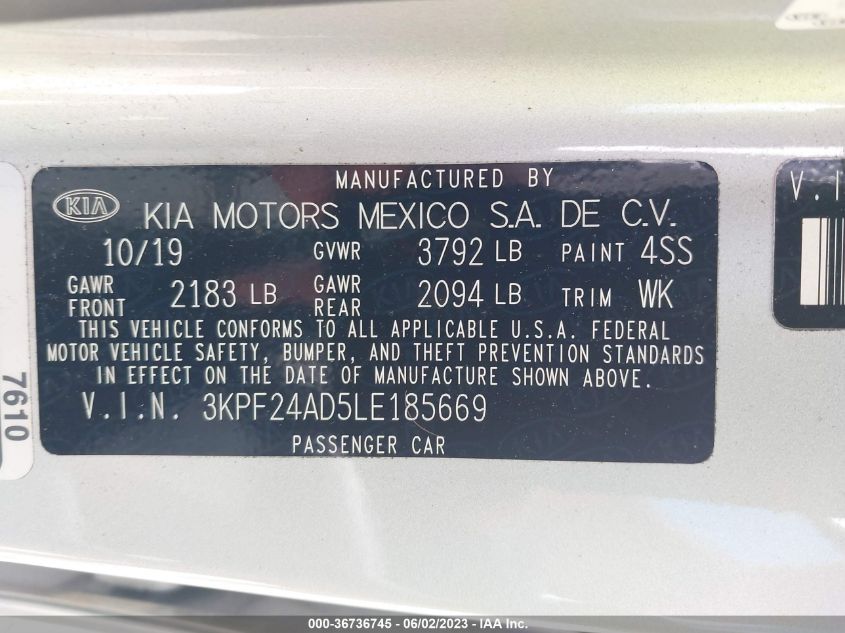 MANUFACTURED BY
KIA KIA MOTORS MEXICO S.A. DE C.V.
10/19 GVWR 3792 LB PAINT 4SS
GAWR FRONT 2183 LB GAWR REAR 2094 LB TRIM WK
THIS VEHICLE CONFORMS TO ALL APPLICABLE U.S.A. FEDERAL
MOTOR VEHICLE SAFETY, BUMPER, AND THEFT PREVENTION STANDARDS
IN EFFECT ON THE DATE OF MANUFACTURE SHOWN ABOVE.
V.I.N. 3KPF24AD5LE185669
PASSENGER CAR
7610
V.I
000-36736745 - 06/02/2023 - IAA Inc.